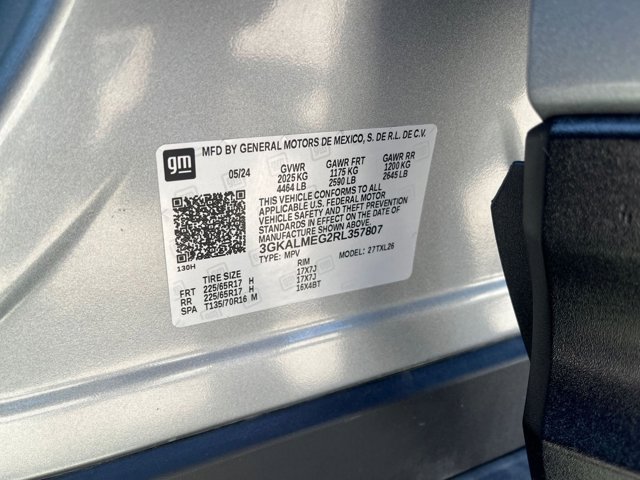 gm
MFD BY GENERAL MOTORS DE MEXICO, S. DE R.L. DE C.V.
05/24 GVWR GAWR FRT GAWR RR
2025 KG 1175 KG 1200 KG
4464 LB 2590 LB 2645 LB
THIS VEHICLE CONFORMS TO ALL
APPLICABLE U.S. FEDERAL MOTOR
VEHICLE SAFETY AND THEFT PREVENTION
STANDARDS IN EFFECT ON THE DATE OF
MANUFACTURE SHOWN ABOVE.
3GKALMEG2RL357807
TYPE: MPV MODEL: 27TXL26
130H
TIRE SIZE RIM
FRT 225/65R17 H 17X7J
RR 225/65R17 H 17X7J
SPA T135/70R16 M 16X4BT